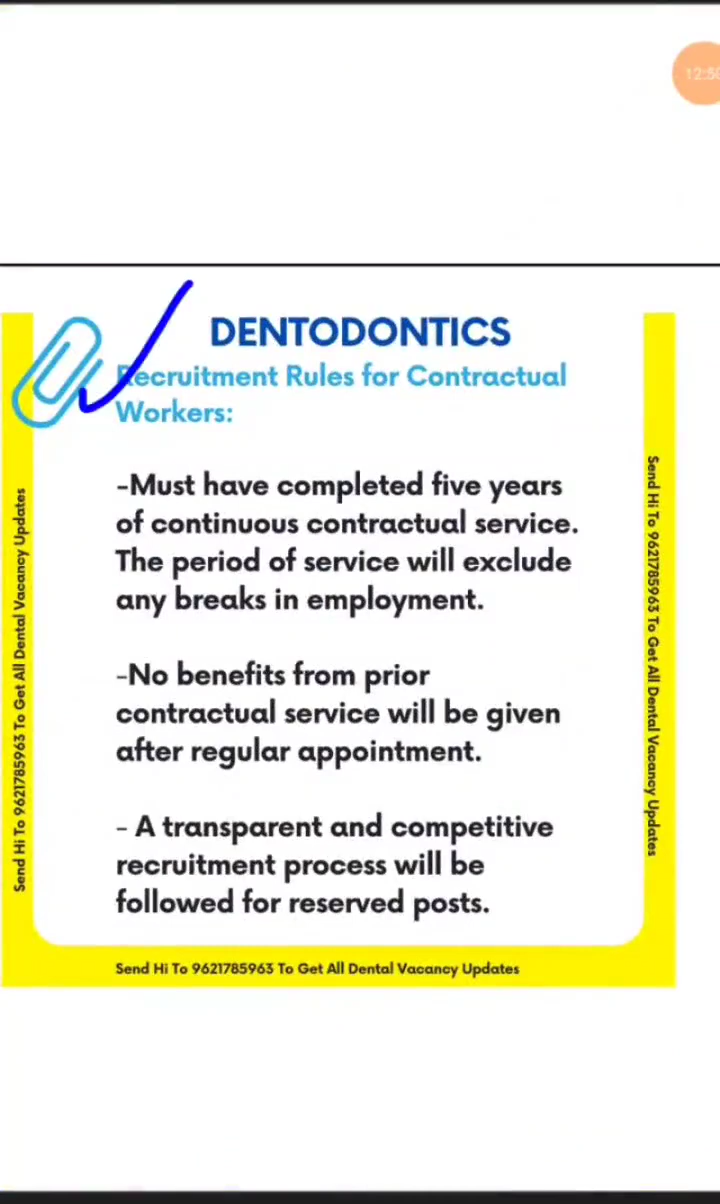 12:50
DENTODONTICS
Recruitment Rules for Contractual
Workers:
-Must have completed five years
of continuous contractual service.
The period of service will exclude
any breaks in employment.
-No benefits from prior
contractual service will be given
after regular appointment.
- A transparent and competitive
recruitment process will be
followed for reserved posts.
Send Hi To 9621785963 To Get All Dental Vacancy Updates
Send Hi To 9621785963 To Get All Dental Vacancy Updates
Send Hi To 9621785963 To Get All Dental Vacancy Updates